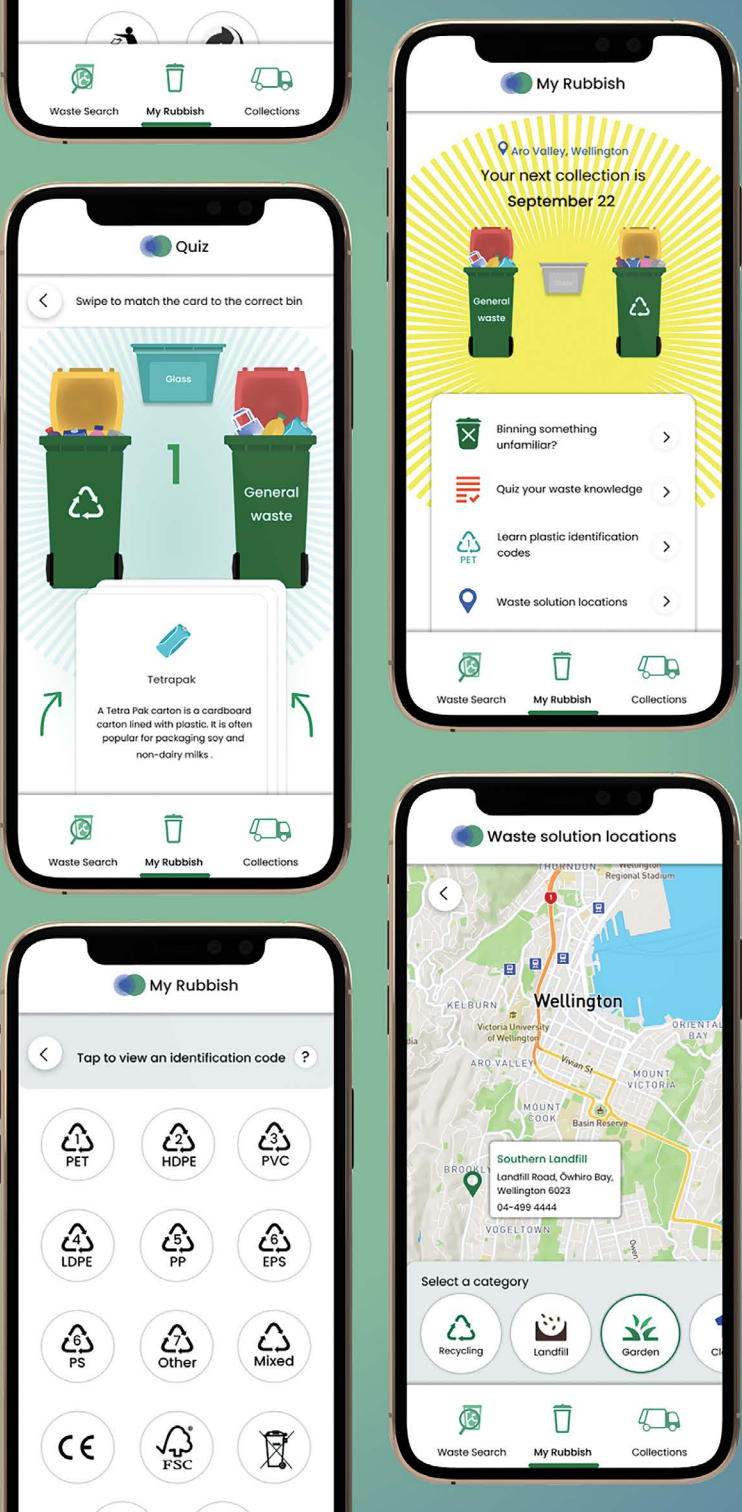 Waste Search
My Rubbish
Collections
Quiz
Swipe to match the card to the correct bin
Glass
1
General
waste
Tetrapak
A Tetra Pak carton is a cardboard
carton lined with plastic. It is often
popular for packaging soy and
non-dairy milks .
Waste Search
My Rubbish
Collections
My Rubbish
Tap to view an identification code ?
1
PET
2
HDPE
3
PVC
4
LDPE
5
PP
6
EPS
6
PS
7
Other
Mixed
CE
FSC
My Rubbish
Aro Valley, Wellington
Your next collection is
September 22
General
waste
Glass
Binning something
unfamiliar?
Quiz your waste knowledge
1
PET
Learn plastic identification
codes
Waste solution locations
Waste Search
My Rubbish
Collections
Waste solution locations
THORNDON
Wellington
Regional Stadium
1
KELBURN
Wellington
Victoria University
of Wellington
ORIENTAL
BAY
ARO VALLEY
Vivian St
MOUNT
VICTORIA
MOUNT
COOK
Basin Reserve
BROOKLY
Southern Landfill
Landfill Road, Ōwhiro Bay,
Wellington 6023
04-499 4444
VOGELTOWN
Owen
Select a category
Recycling
Landfill
Garden
Cl
Waste Search
My Rubbish
Collections